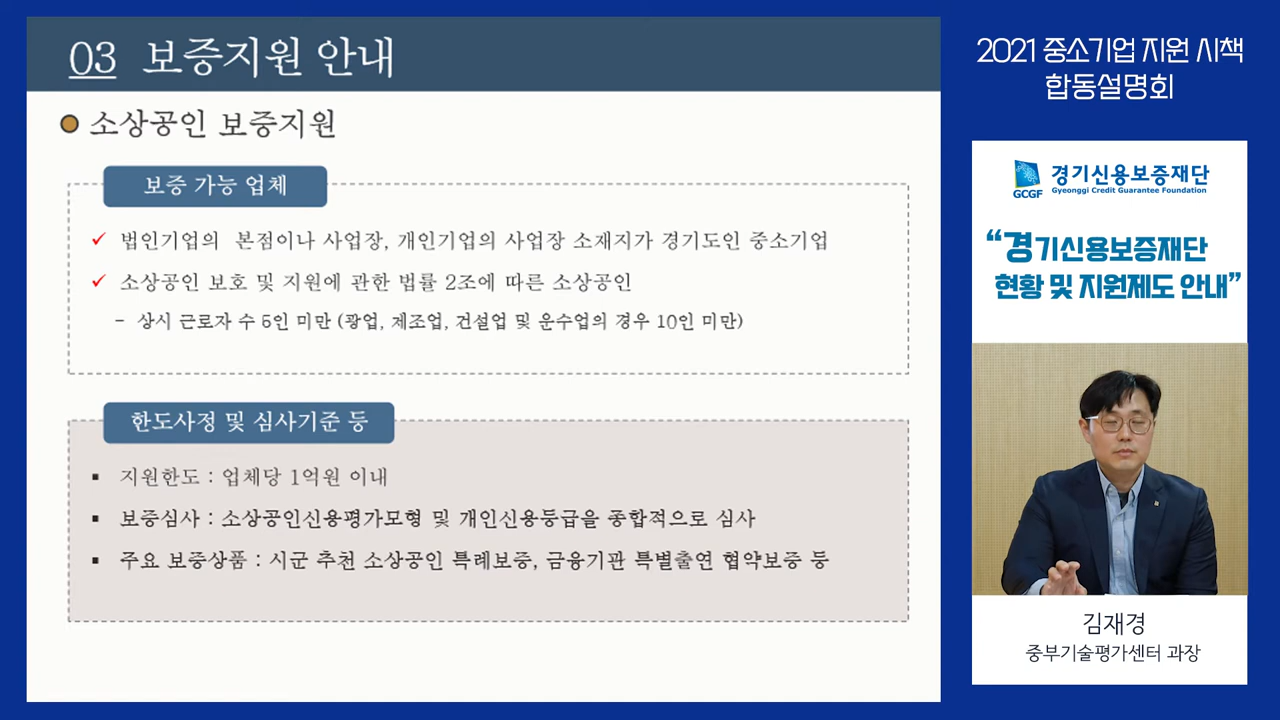 03 보증지원 안내
소상공인 보증지원
보증 가능 업체
✓ 법인기업의 본점이나 사업장, 개인기업의 사업장 소재지가 경기도인 중소기업
✓ 소상공인 보호 및 지원에 관한 법률 2조에 따른 소상공인
- 상시 근로자 수 5인 미만 (광업, 제조업, 건설업 및 운수업의 경우 10인 미만)
한도사정 및 심사기준 등
▪ 지원한도 : 업체당 1억원 이내
▪ 보증심사 : 소상공인신용평가모형 및 개인신용등급을 종합적으로 심사
▪ 주요 보증상품 : 시군 추천 소상공인 특례보증, 금융기관 특별출연 협약보증 등
2021 중소기업 지원 시책
합동설명회
GCGF 경기신용보증재단
Gyeonggi Credit Guarantee Foundation
“경기신용보증재단
현황 및 지원제도 안내”
김재경
중부기술평가센터 과장